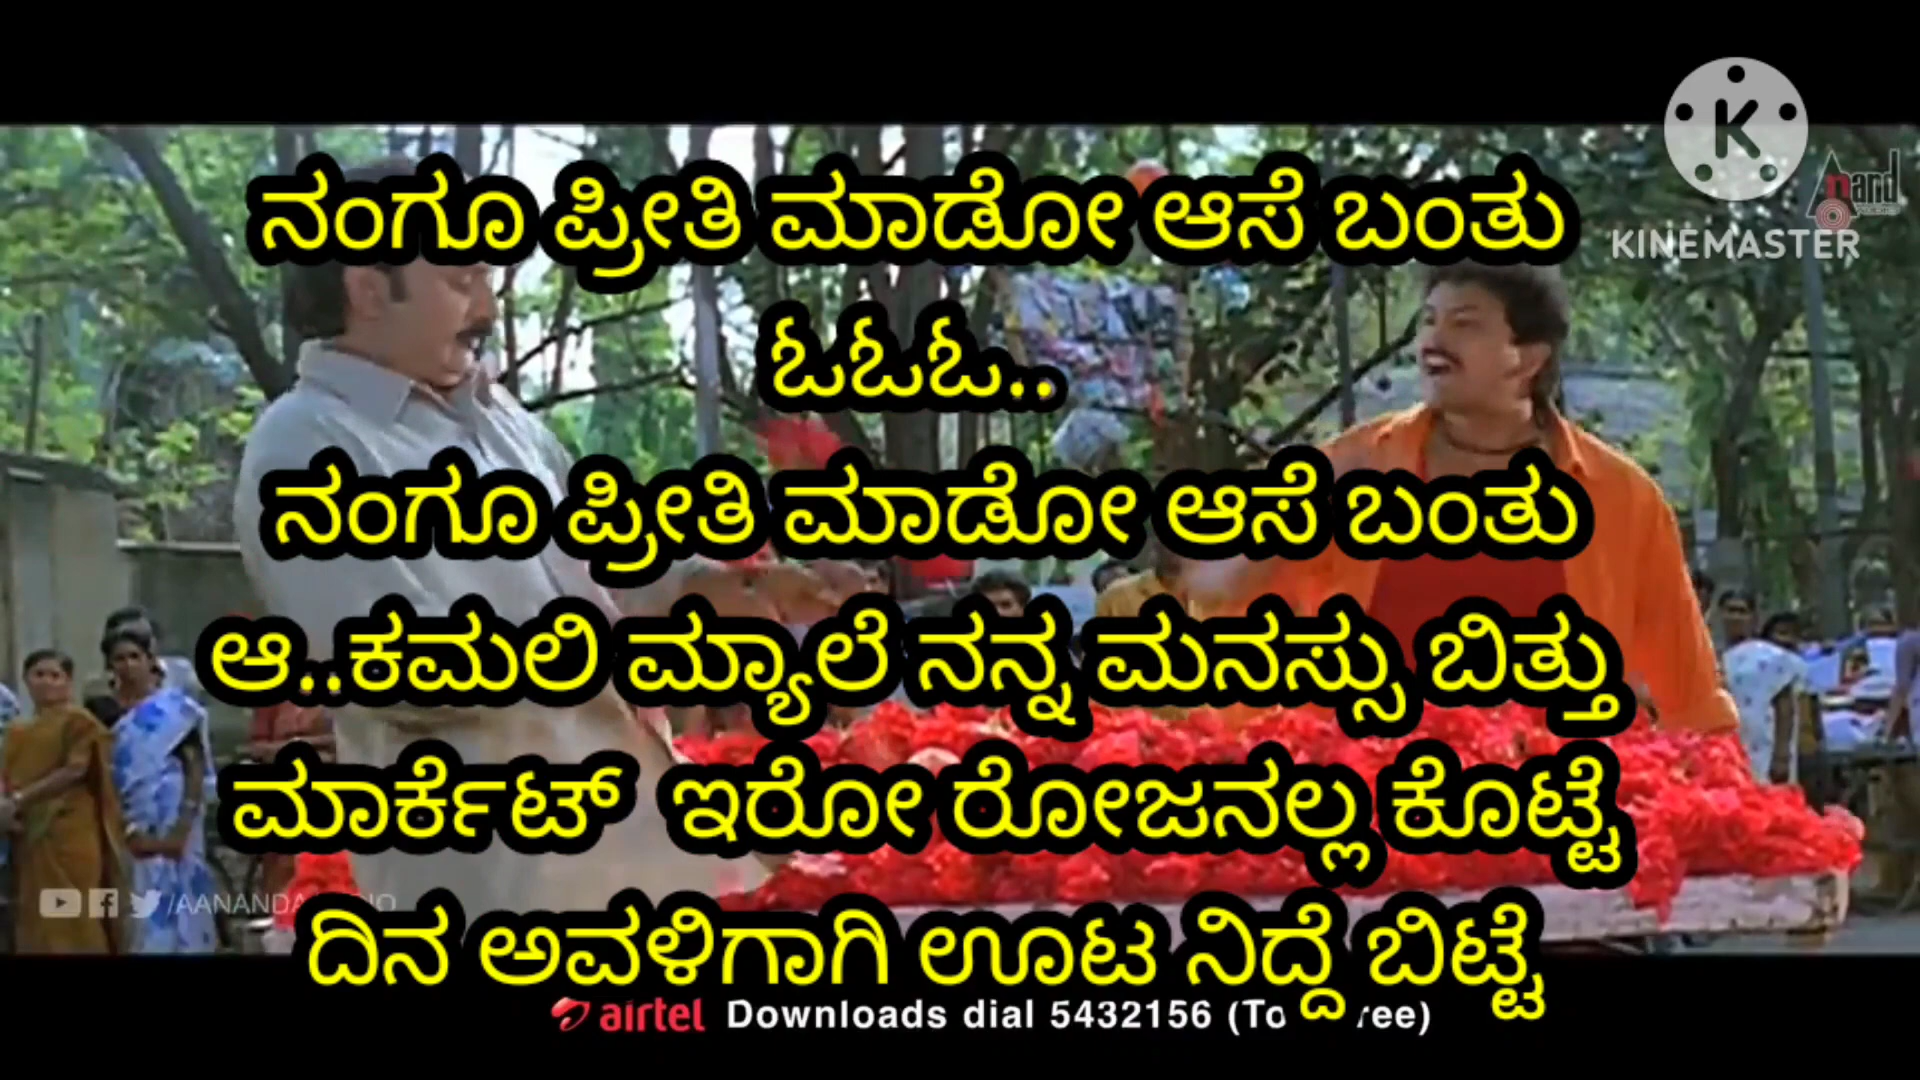 ನಂಗೂ ಪ್ರೀತಿ ಮಾಡೋ ಆಸೆ ಬಂತು
KINEMASTER
ಓಓಓ..
ನಂಗೂ ಪ್ರೀತಿ ಮಾಡೋ ಆಸೆ ಬಂತು
ಆ..ಕಮಲಿ ಮ್ಯಾಲೆ ನನ್ನ ಮನಸ್ಸು ಬಿತ್ತು
ಮಾರ್ಕೆಟ್ ಇರೋ ರೋಜನಲ್ಲ ಕೊಟ್ಟೆ
ದಿನ ಅವಳಿಗಾಗಿ ಊಟ ನಿದ್ದೆ ಬಿಟ್ಟೆ
airtel Downloads dial 5432156